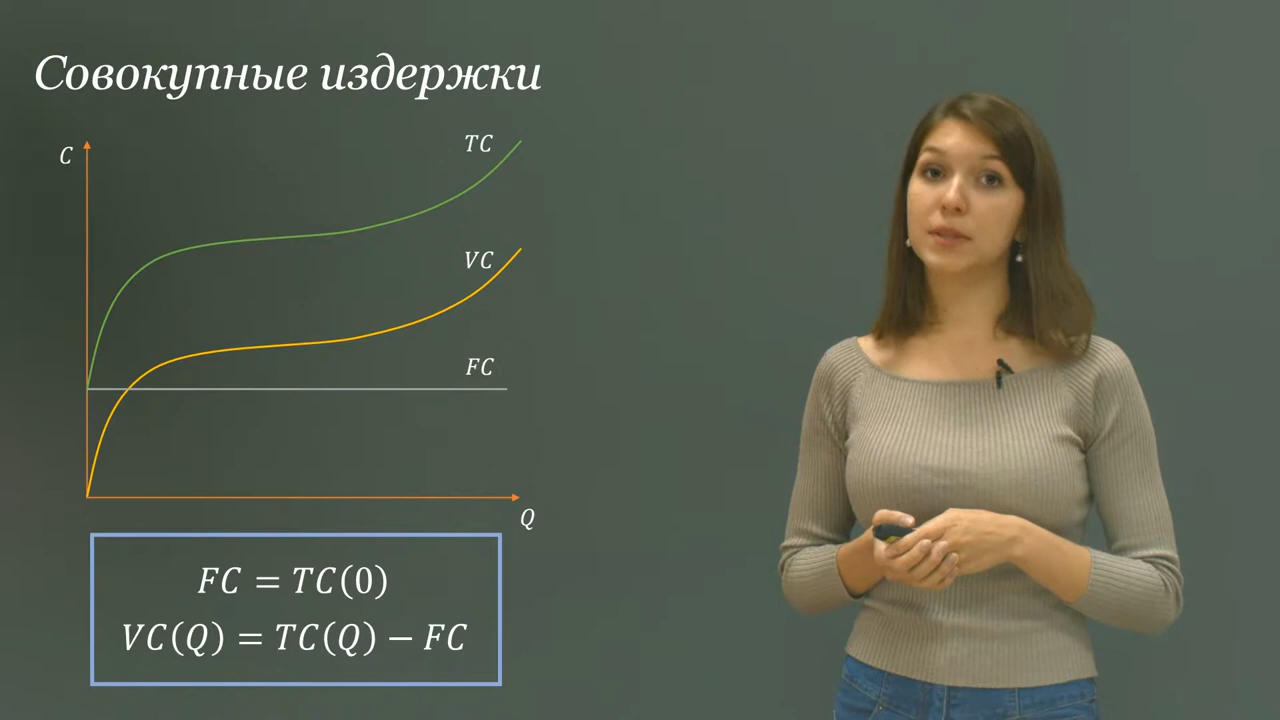 Совокупные издержки
C
TC
VC
FC
Q
FC = TC(0)
VC(Q) = TC(Q) − FC